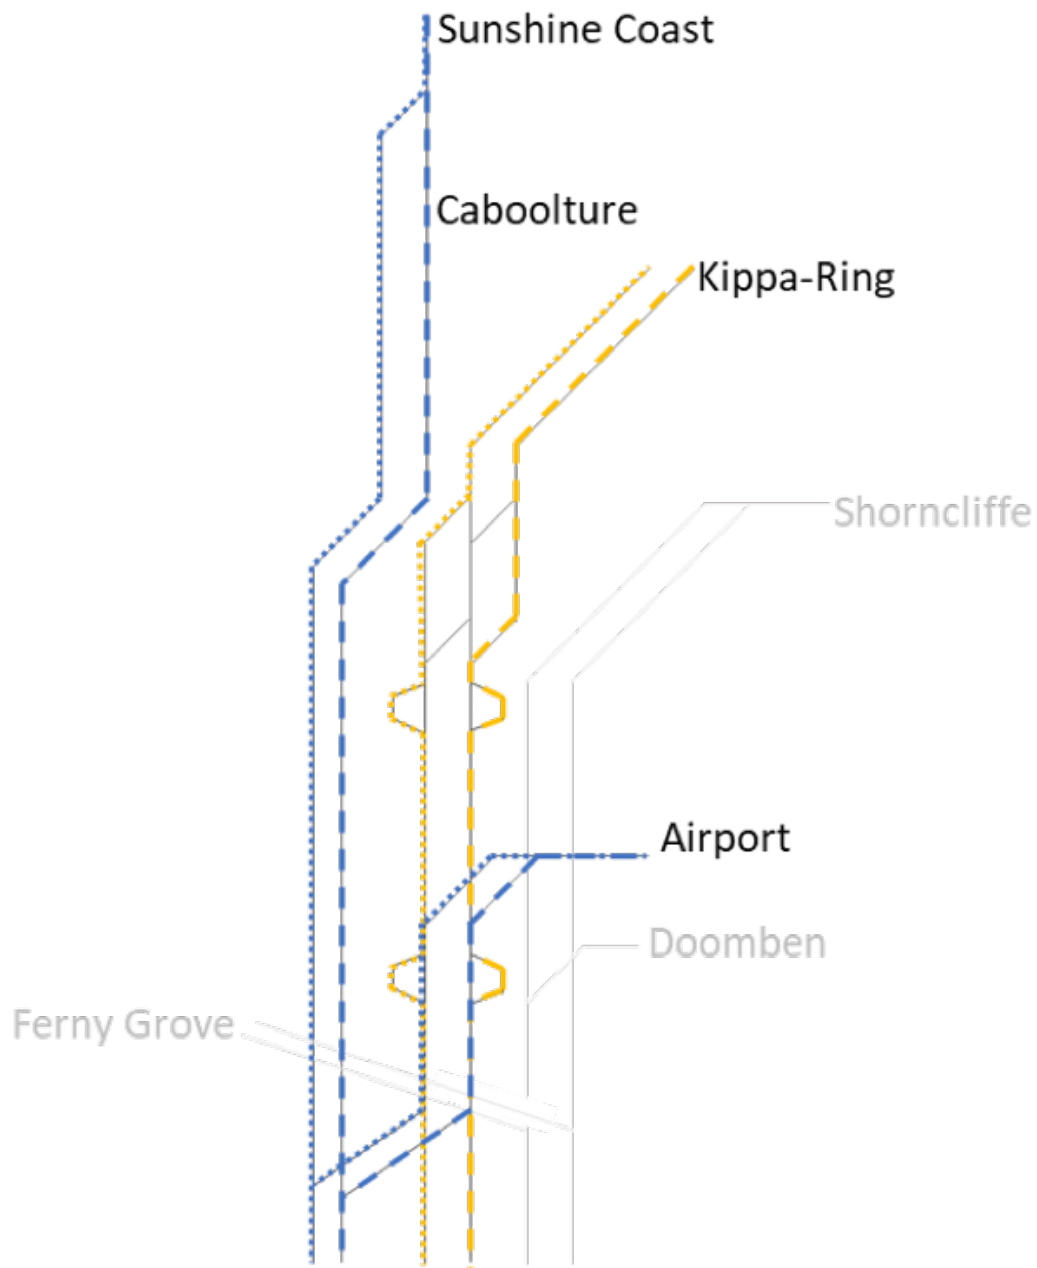 Sunshine Coast
Caboolture
Kippa-Ring
Shorncliffe
Airport
Doomben
Ferny Grove